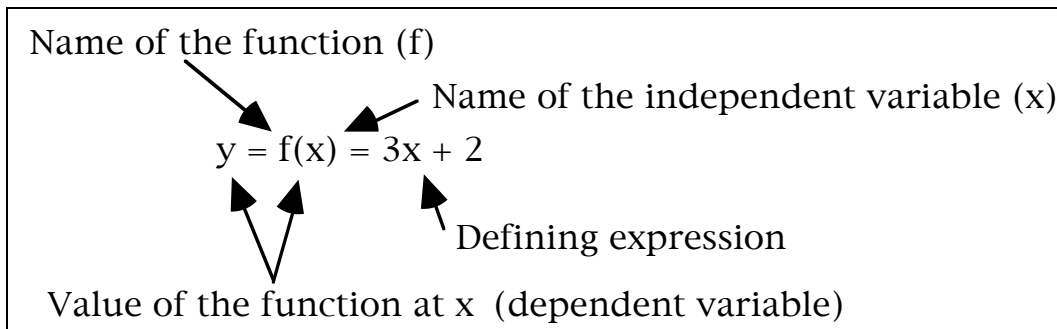 Name of the function (f)
Name of the independent variable (x)
y = f(x) = 3x + 2
Defining expression
Value of the function at x (dependent variable)